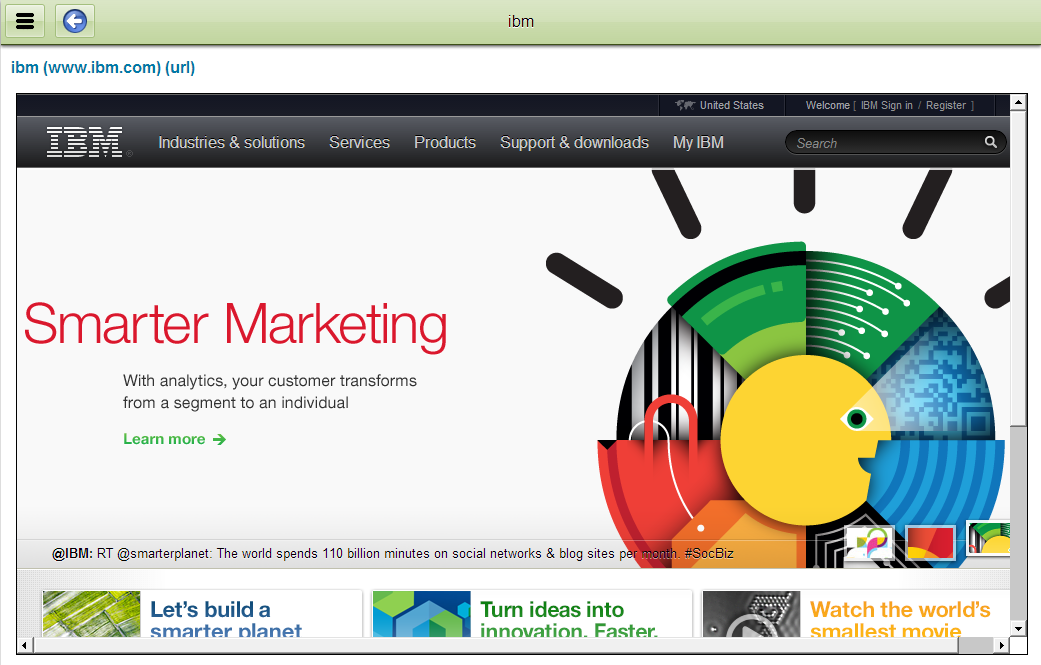 ibm
ibm (www.ibm.com) (url)
United States
Welcome [ IBM Sign in / Register ]
IBM®
Industries & solutions
Services
Products
Support & downloads
My IBM
Search
Smarter Marketing
With analytics, your customer transforms
from a segment to an individual
Learn more →
@IBM: RT @smarterplanet: The world spends 110 billion minutes on social networks & blog sites per month. #SocBiz
Let's build a
smarter planet
Turn ideas into
innovation. Faster.
Watch the world's
smallest movie